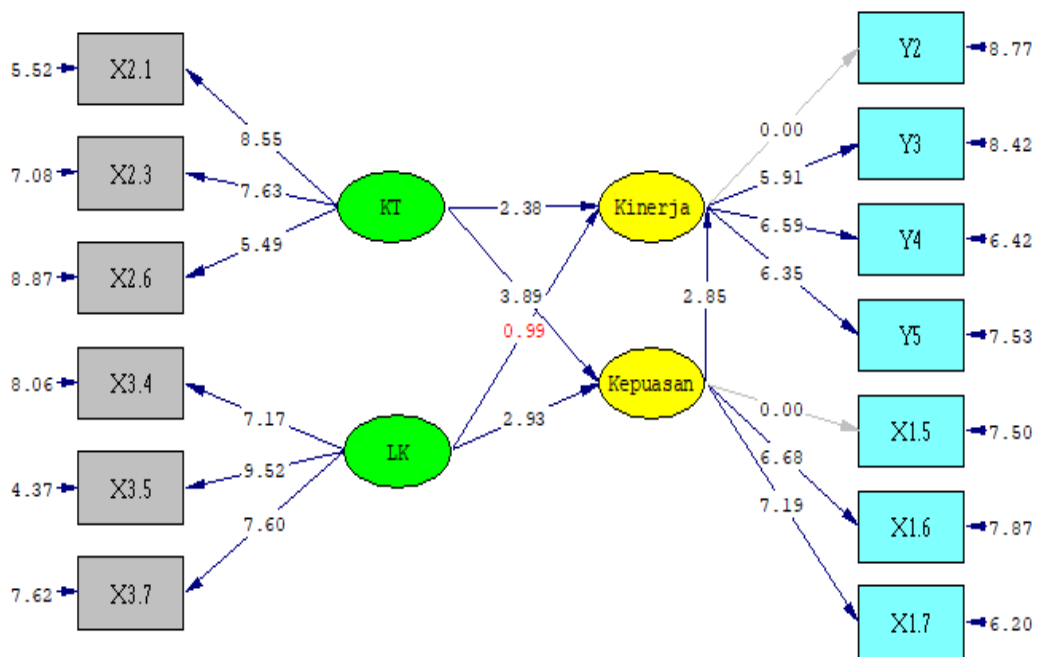 Y2
8.77
5.52
X2.1
8.55
0.00
Y3
8.42
7.08
X2.3
7.63
5.91
KT
2.38
Kinerja
6.59
Y4
6.42
5.49
8.87
X2.6
6.35
3.89
2.85
0.99
Y5
7.53
8.06
X3.4
Kepuasan
7.17
2.93
0.00
X1.5
7.50
LK
6.68
9.52
4.37
X3.5
7.19
7.60
X1.6
7.87
7.62
X3.7
X1.7
6.20